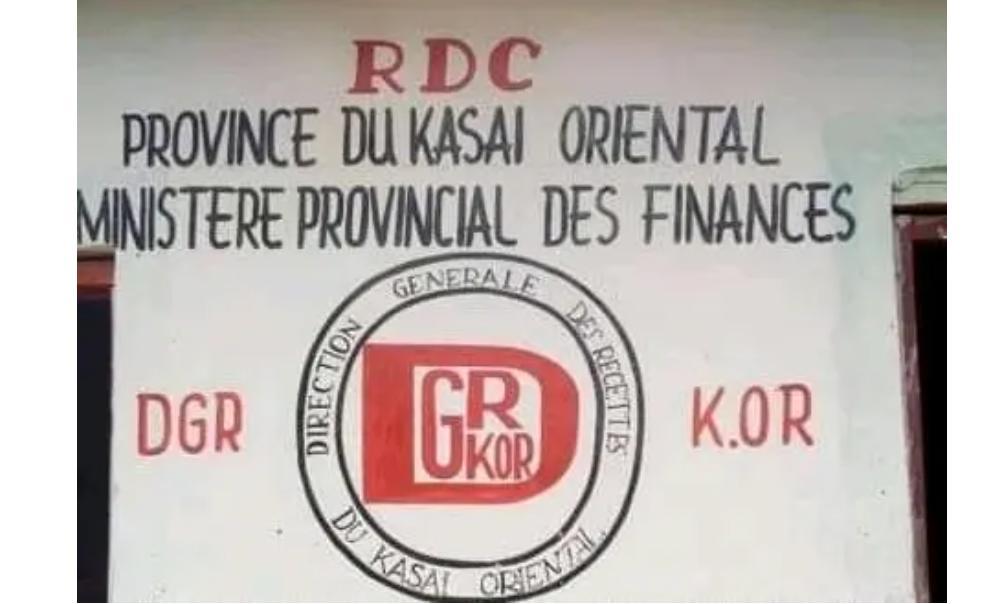 RDC
PROVINCE DU KASAI ORIENTAL
MINISTERE PROVINCIAL DES FINANCES
DIRECTION GENERALE DES RECETTES
DGR
GR
KOR
K.OR
DU KASAI ORIENTAL